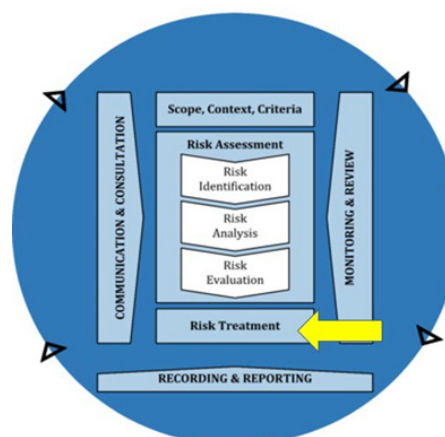 Scope, Context, Criteria
COMMUNICATION & CONSULTATION
Risk Assessment
Risk
Identification
Risk
Analysis
Risk
Evaluation
MONITORING & REVIEW
Risk Treatment
RECORDING & REPORTING